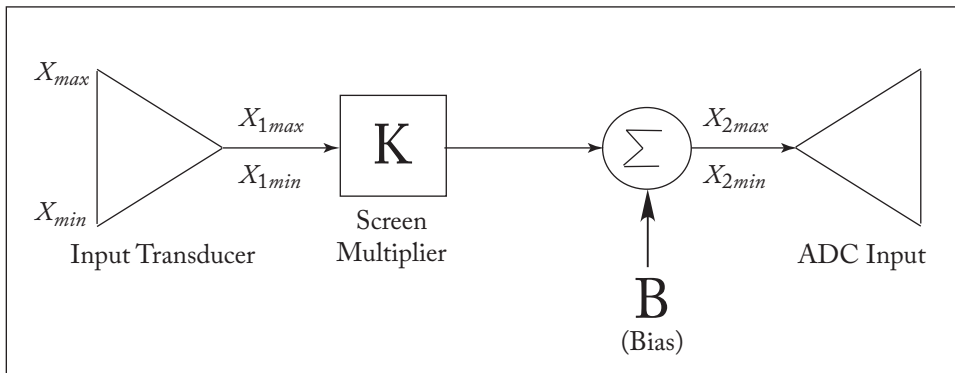 X_max
X_1max
X_1min
X_min
Input Transducer
K
Screen
Multiplier
Σ
X_2max
X_2min
ADC Input
B
(Bias)